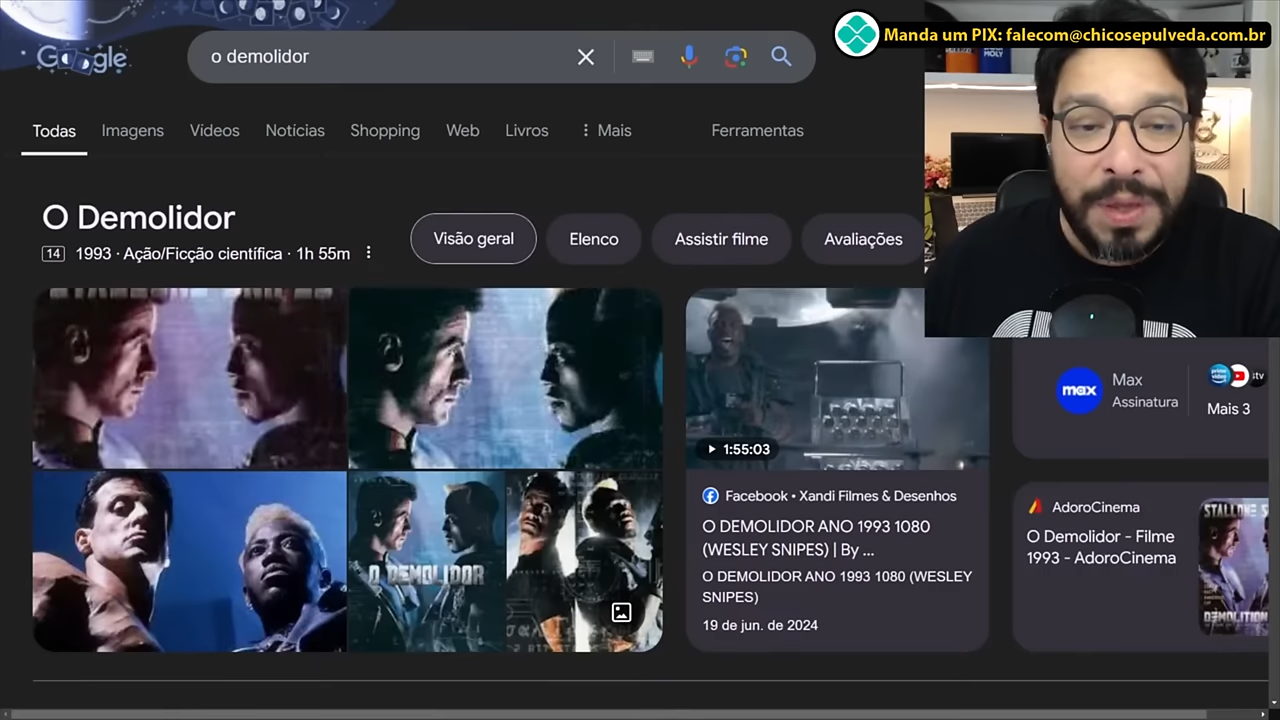 Manda um PIX: falecom@chicosepulveda.com.br
Google
o demolidor
Todas
Imagens
Vídeos
Notícias
Shopping
Web
Livros
Mais
Ferramentas
O Demolidor
14 1993 · Ação/Ficção científica · 1h 55m
Visão geral
Elenco
Assistir filme
Avaliações
O DEMOLIDOR
1:55:03
Facebook • Xandi Filmes & Desenhos
O DEMOLIDOR ANO 1993 1080
(WESLEY SNIPES) | By ...
O DEMOLIDOR ANO 1993 1080 (WESLEY
SNIPES)
19 de jun. de 2024
max
Max
Assinatura
prime video
tv
Mais 3
AdoroCinema
O Demolidor - Filme
1993 - AdoroCinema
STALLONE